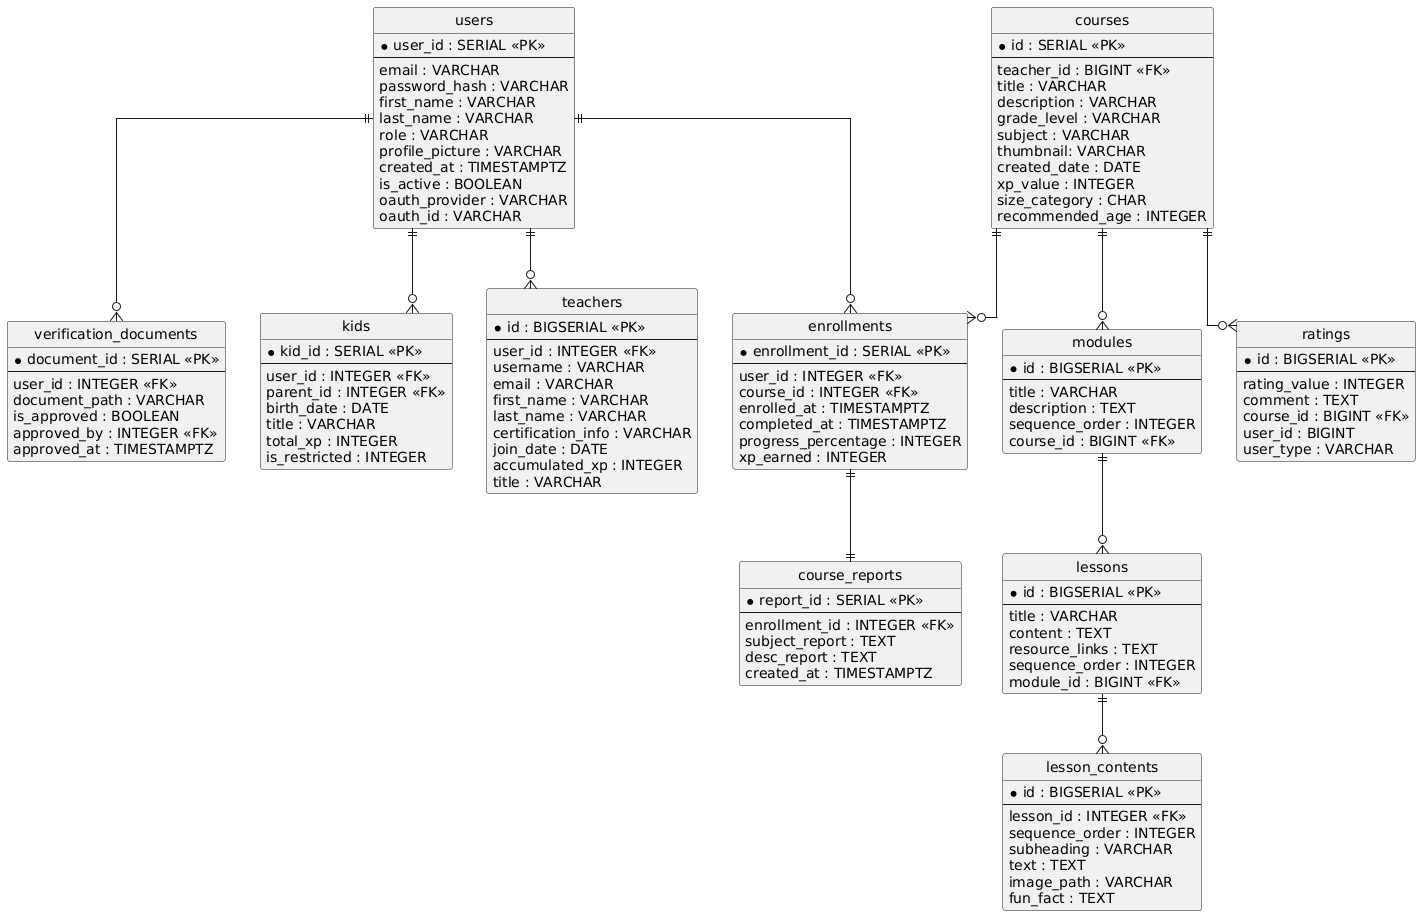 users
user_id : SERIAL «PK»
email : VARCHAR
password_hash : VARCHAR
first_name : VARCHAR
last_name : VARCHAR
role : VARCHAR
profile_picture : VARCHAR
created_at : TIMESTAMPTZ
is_active : BOOLEAN
oauth_provider : VARCHAR
oauth_id : VARCHAR
courses
id : SERIAL «PK»
teacher_id : BIGINT «FK»
title : VARCHAR
description : VARCHAR
grade_level : VARCHAR
subject : VARCHAR
thumbnail: VARCHAR
created_date : DATE
xp_value : INTEGER
size_category : CHAR
recommended_age : INTEGER
verification_documents
document_id : SERIAL «PK»
user_id : INTEGER «FK»
document_path : VARCHAR
is_approved : BOOLEAN
approved_by : INTEGER «FK»
approved_at : TIMESTAMPTZ
kids
kid_id : SERIAL «PK»
user_id : INTEGER «FK»
parent_id : INTEGER «FK»
birth_date : DATE
title : VARCHAR
total_xp : INTEGER
is_restricted : INTEGER
teachers
id : BIGSERIAL «PK»
user_id : INTEGER «FK»
username : VARCHAR
email : VARCHAR
first_name : VARCHAR
last_name : VARCHAR
certification_info : VARCHAR
join_date : DATE
accumulated_xp : INTEGER
title : VARCHAR
enrollments
enrollment_id : SERIAL «PK»
user_id : INTEGER «FK»
course_id : INTEGER «FK»
enrolled_at : TIMESTAMPTZ
completed_at : TIMESTAMPTZ
progress_percentage : INTEGER
xp_earned : INTEGER
modules
id : BIGSERIAL «PK»
title : VARCHAR
description : TEXT
sequence_order : INTEGER
course_id : BIGINT «FK»
ratings
id : BIGSERIAL «PK»
rating_value : INTEGER
comment : TEXT
course_id : BIGINT «FK»
user_id : BIGINT
user_type : VARCHAR
course_reports
report_id : SERIAL «PK»
enrollment_id : INTEGER «FK»
subject_report : TEXT
desc_report : TEXT
created_at : TIMESTAMPTZ
lessons
id : BIGSERIAL «PK»
title : VARCHAR
content : TEXT
resource_links : TEXT
sequence_order : INTEGER
module_id : BIGINT «FK»
lesson_contents
id : BIGSERIAL «PK»
lesson_id : INTEGER «FK»
sequence_order : INTEGER
subheading : VARCHAR
text : TEXT
image_path : VARCHAR
fun_fact : TEXT